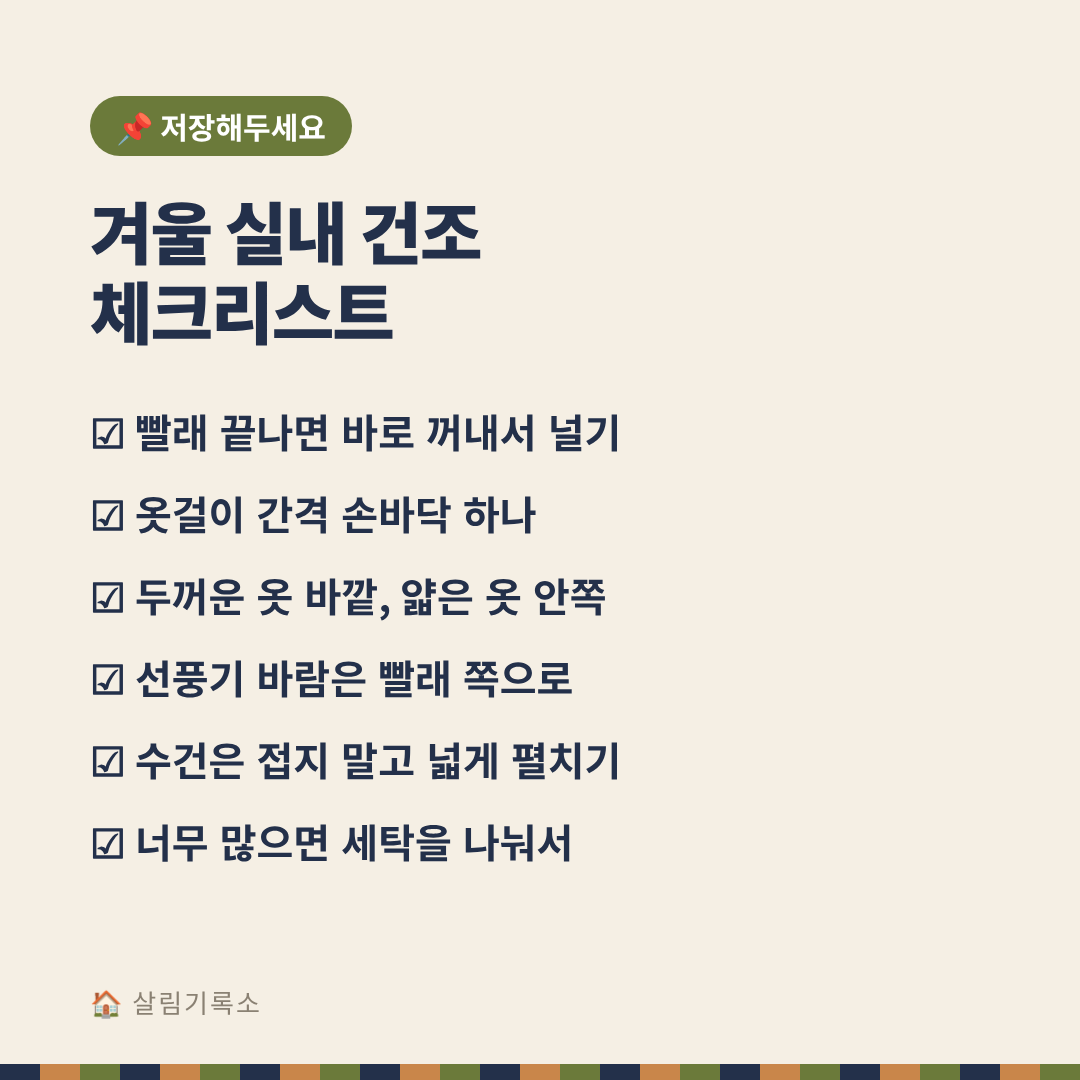 📌 저장해두세요
겨울 실내 건조
체크리스트
☑ 빨래 끝나면 바로 꺼내서 널기
☑ 옷걸이 간격 손바닥 하나
☑ 두꺼운 옷 바깥, 얇은 옷 안쪽
☑ 선풍기 바람은 빨래 쪽으로
☑ 수건은 접지 말고 넓게 펼치기
☑ 너무 많으면 세탁을 나눠서
🏠 살림기록소